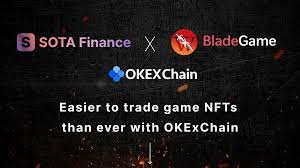 SOTA Finance X BladeGame
OKEXChain
Easier to trade game NFTs
than ever with OKExChain